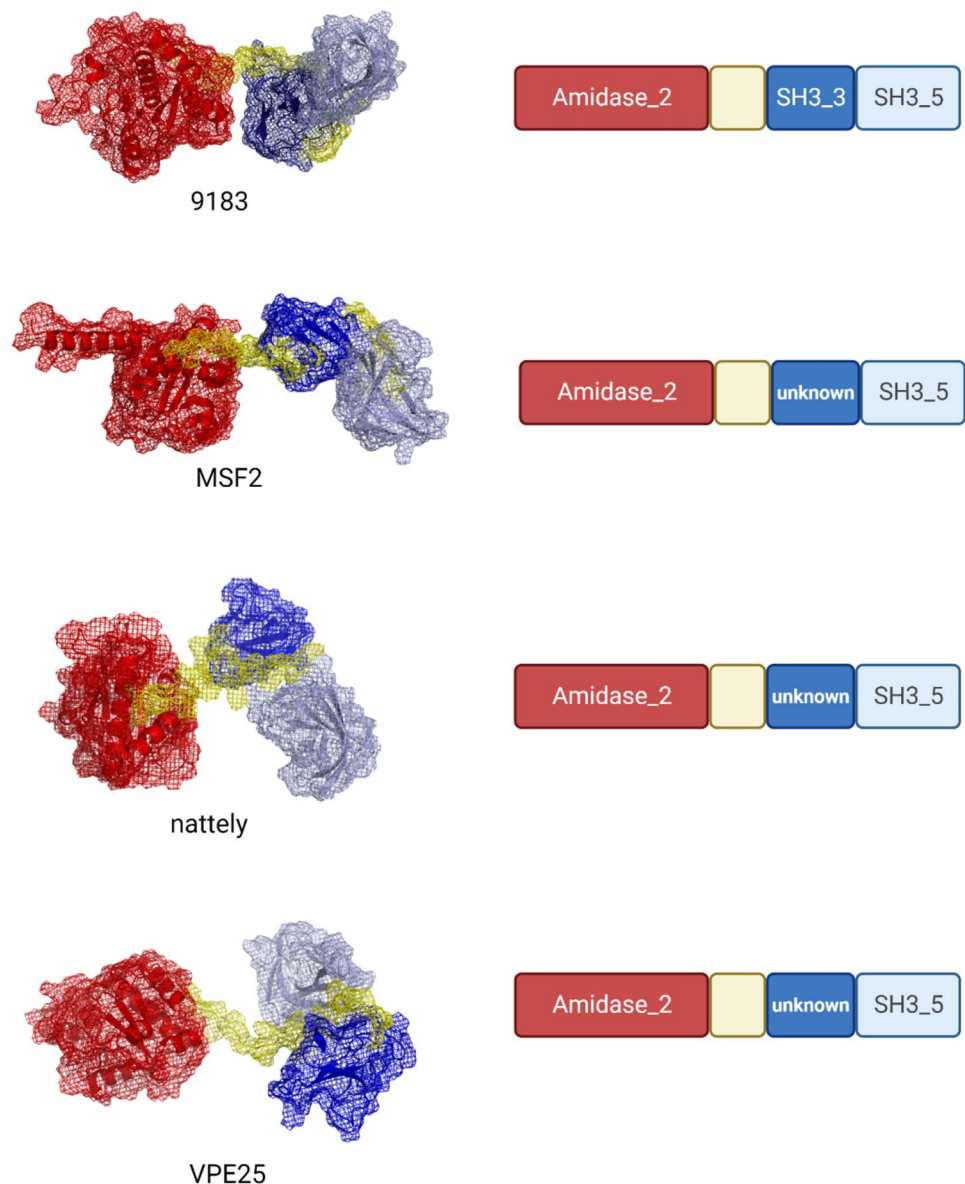 Amidase_2 SH3_3 SH3_5
9183
Amidase_2 unknown SH3_5
MSF2
Amidase_2 unknown SH3_5
nattely
Amidase_2 unknown SH3_5
VPE25